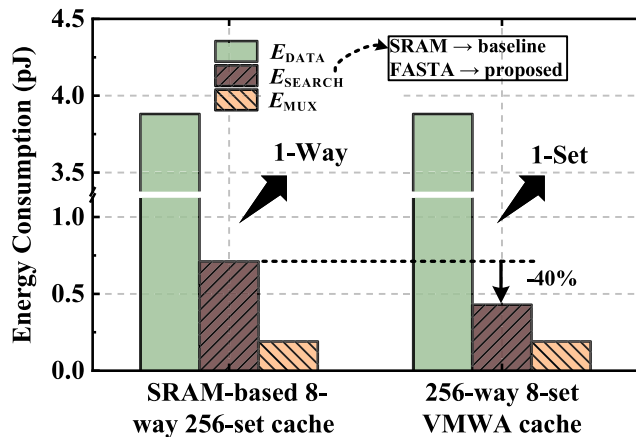 Energy Consumption (pJ)
4.5
4.0
3.5
1.0
0.5
0.0
E_DATA
E_SEARCH
E_MUX
SRAM → baseline
FASTA → proposed
1-Way
1-Set
-40%
SRAM-based 8-
way 256-set cache
256-way 8-set
VMWA cache